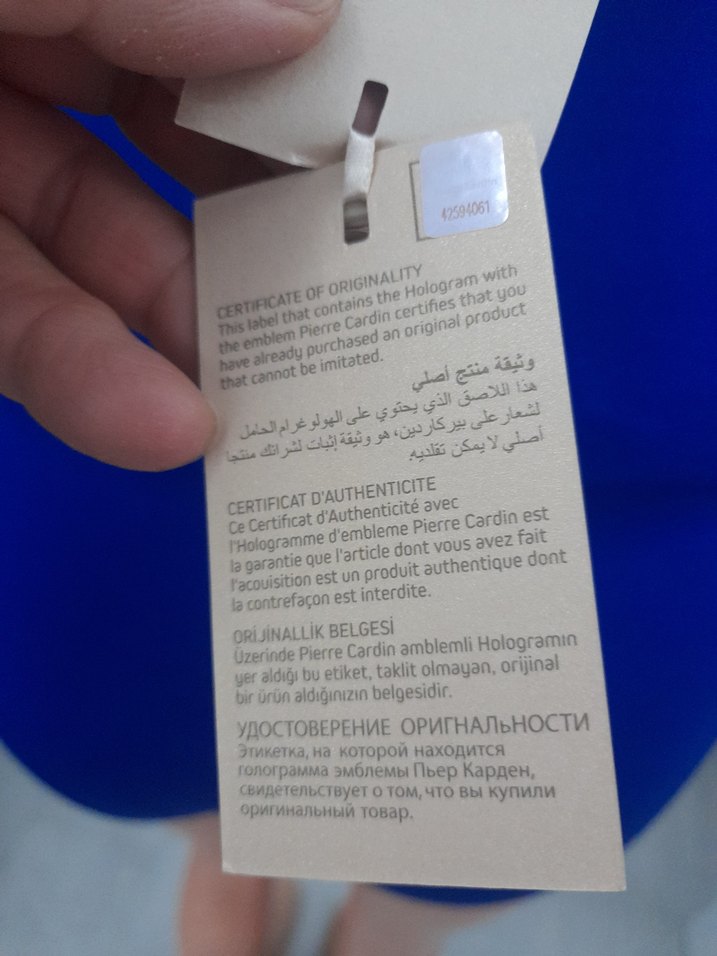 42594061
CERTIFICATE OF ORIGINALITY
This label that contains the Hologram with
the emblem Pierre Cardin certifies that you
have already purchased an original product
that cannot be imitated.
وثيقة منتج أصلي
هذا اللاصق الذي يحتوي على الهولوغرام الحامل
لشعار على بيركاردين، هو وثيقة إثبات لشرائك منتجا
أصلي لا يمكن تقلديه.
CERTIFICAT D'AUTHENTICITE
Ce Certificat d'Authenticité avec
l'Hologramme d'embleme Pierre Cardin est
la garantie que l'article dont vous avez fait
l'acouisition est un produit authentique dont
la contrefaçon est interdite.
ORİJİNALLİK BELGESİ
Üzerinde Pierre Cardin amblemli Hologramın
yer aldığı bu etiket, taklit olmayan, orijinal
bir ürün aldığınızın belgesidir.
УДОСТОВЕРЕНИЕ ОРИГНАЛЬНОСТИ
Этикетка, на которой находится
голограмма эмблемы Пьер Карден,
свидетельствует о том, что вы купили
оригинальный товар.